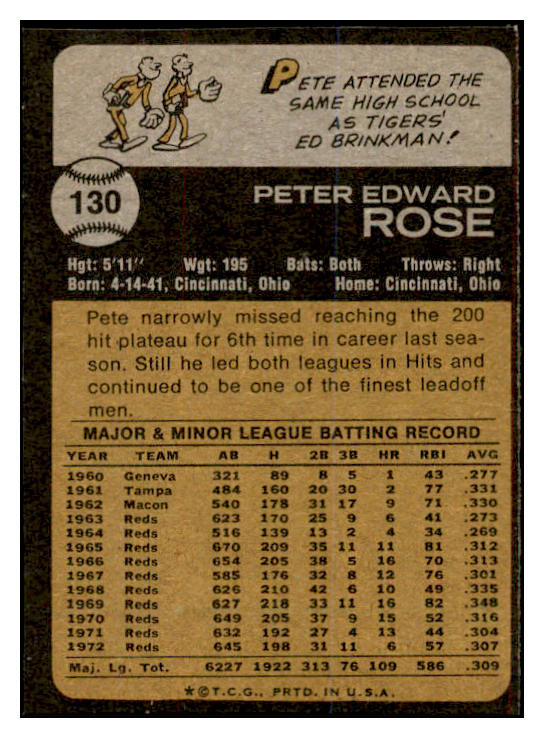 PETE ATTENDED THE
SAME HIGH SCHOOL
AS TIGERS'
ED BRINKMAN!
130
PETER EDWARD
ROSE
Hgt: 5'11" Wgt: 195 Bats: Both Throws: Right
Born: 4-14-41, Cincinnati, Ohio Home: Cincinnati, Ohio
Pete narrowly missed reaching the 200
hit plateau for 6th time in career last sea-
son. Still he led both leagues in Hits and
continued to be one of the finest leadoff
men.
MAJOR & MINOR LEAGUE BATTING RECORD
YEAR TEAM AB H 2B 3B HR RBI AVG
1960 Geneva 321 89 8 5 1 43 .277
1961 Tampa 484 160 20 30 2 77 .331
1962 Macon 540 178 31 17 9 71 .330
1963 Reds 623 170 25 9 6 41 .273
1964 Reds 516 139 13 2 4 34 .269
1965 Reds 670 209 35 11 11 81 .312
1966 Reds 654 205 38 5 16 70 .313
1967 Reds 585 176 32 8 12 76 .301
1968 Reds 626 210 42 6 10 49 .335
1969 Reds 627 218 33 11 16 82 .348
1970 Reds 649 205 37 9 15 52 .316
1971 Reds 632 192 27 4 13 44 .304
1972 Reds 645 198 31 11 6 57 .307
Maj. Lg. Tot. 6227 1922 313 76 109 586 .309
★©T.C.G., PRTD. IN U.S.A.